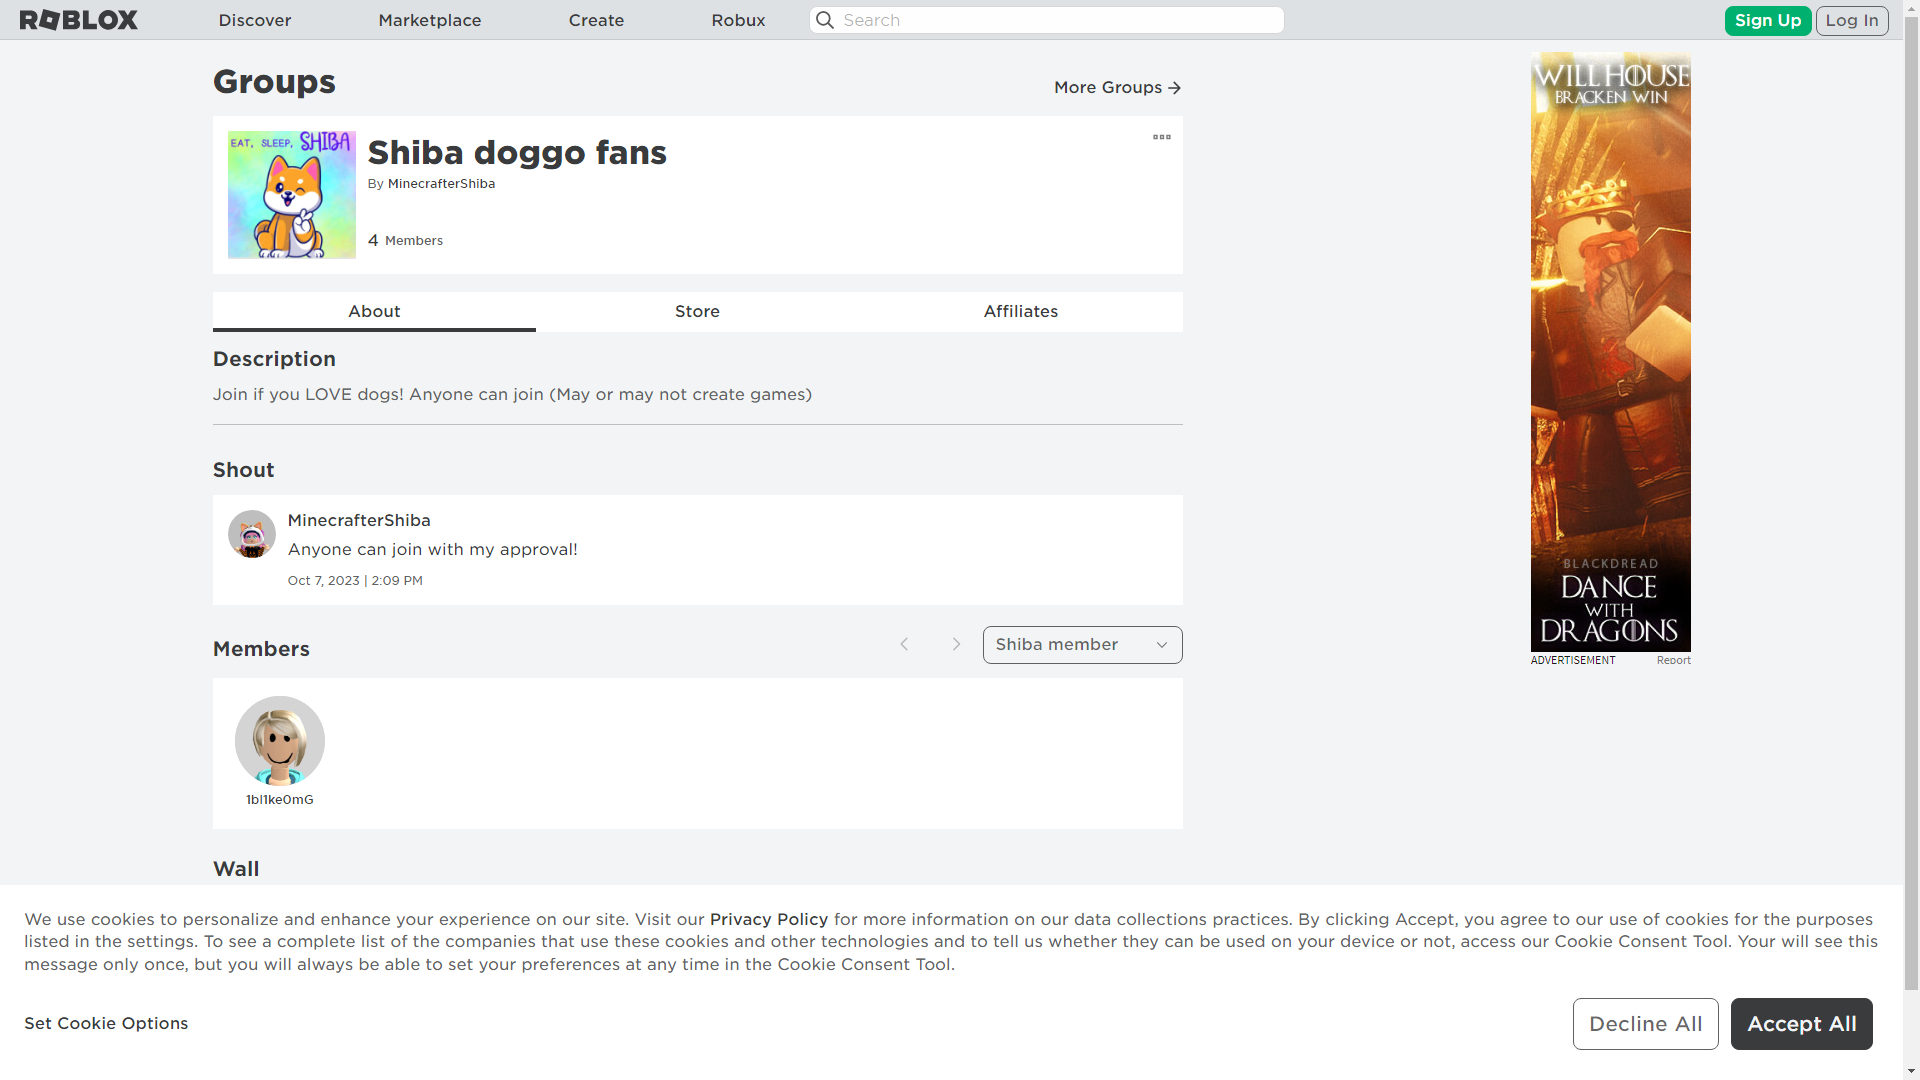 ROBLOX
Discover
Marketplace
Create
Robux
Search
Sign Up
Log In
Groups
More Groups
EAT, SLEEP, SHIBA
Shiba doggo fans
By MinecrafterShiba
4 Members
About
Store
Affiliates
Description
Join if you LOVE dogs! Anyone can join (May or may not create games)
Shout
MinecrafterShiba
Anyone can join with my approval!
Oct 7, 2023 | 2:09 PM
Members
Shiba member
1bl1ke0mG
Wall
WILL HOUSE
BRACKEN WIN
BLACKDREAD
DANCE
WITH
DRAGONS
ADVERTISEMENT
Report
We use cookies to personalize and enhance your experience on our site. Visit our Privacy Policy for more information on our data collections practices. By clicking Accept, you agree to our use of cookies for the purposes
listed in the settings. To see a complete list of the companies that use these cookies and other technologies and to tell us whether they can be used on your device or not, access our Cookie Consent Tool. Your will see this
message only once, but you will always be able to set your preferences at any time in the Cookie Consent Tool.
Set Cookie Options
Decline All
Accept All